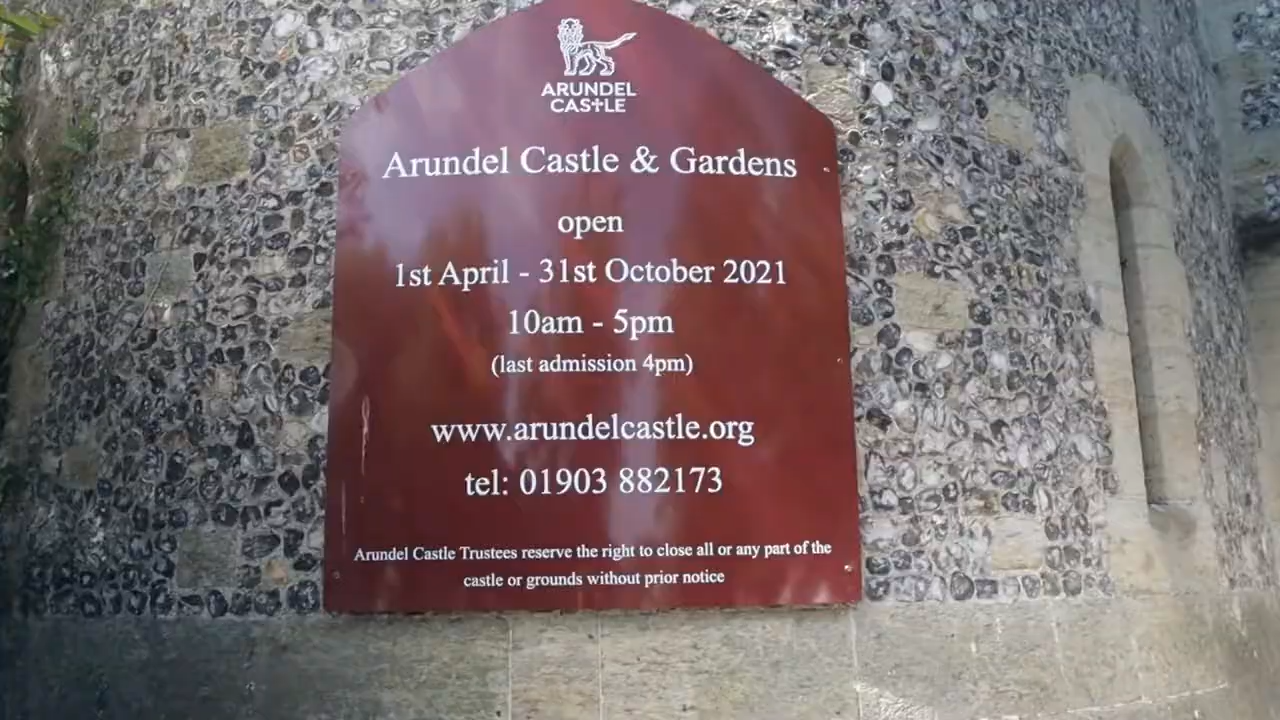 ARUNDEL
CASTLE
Arundel Castle & Gardens
open
1st April - 31st October 2021
10am - 5pm
(last admission 4pm)
www.arundelcastle.org
tel: 01903 882173
Arundel Castle Trustees reserve the right to close all or any part of the
castle or grounds without prior notice